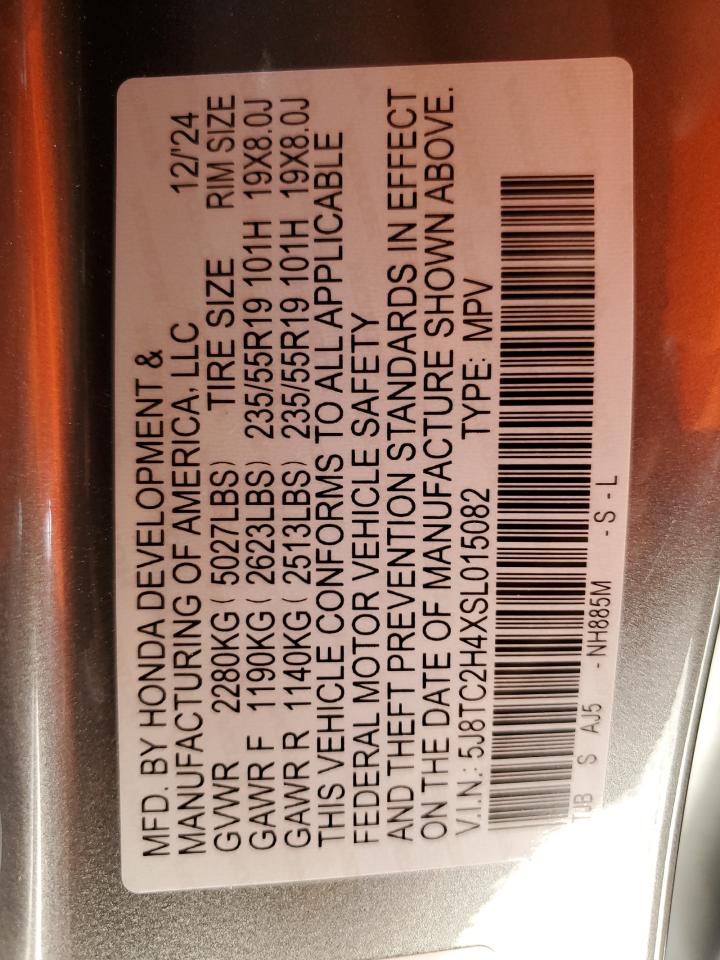 MFD. BY HONDA DEVELOPMENT &
MANUFACTURING OF AMERICA, LLC 12/'24
GVWR 2280KG ( 5027LBS) TIRE SIZE RIM SIZE
GAWR F 1190KG ( 2623LBS) 235/55R19 101H 19X8.0J
GAWR R 1140KG ( 2513LBS) 235/55R19 101H 19X8.0J
THIS VEHICLE CONFORMS TO ALL APPLICABLE
FEDERAL MOTOR VEHICLE SAFETY
AND THEFT PREVENTION STANDARDS IN EFFECT
ON THE DATE OF MANUFACTURE SHOWN ABOVE.
V.I.N.: 5J8TC2H4XSL015082 TYPE: MPV
TJB S AJ5 - NH885M - S - L